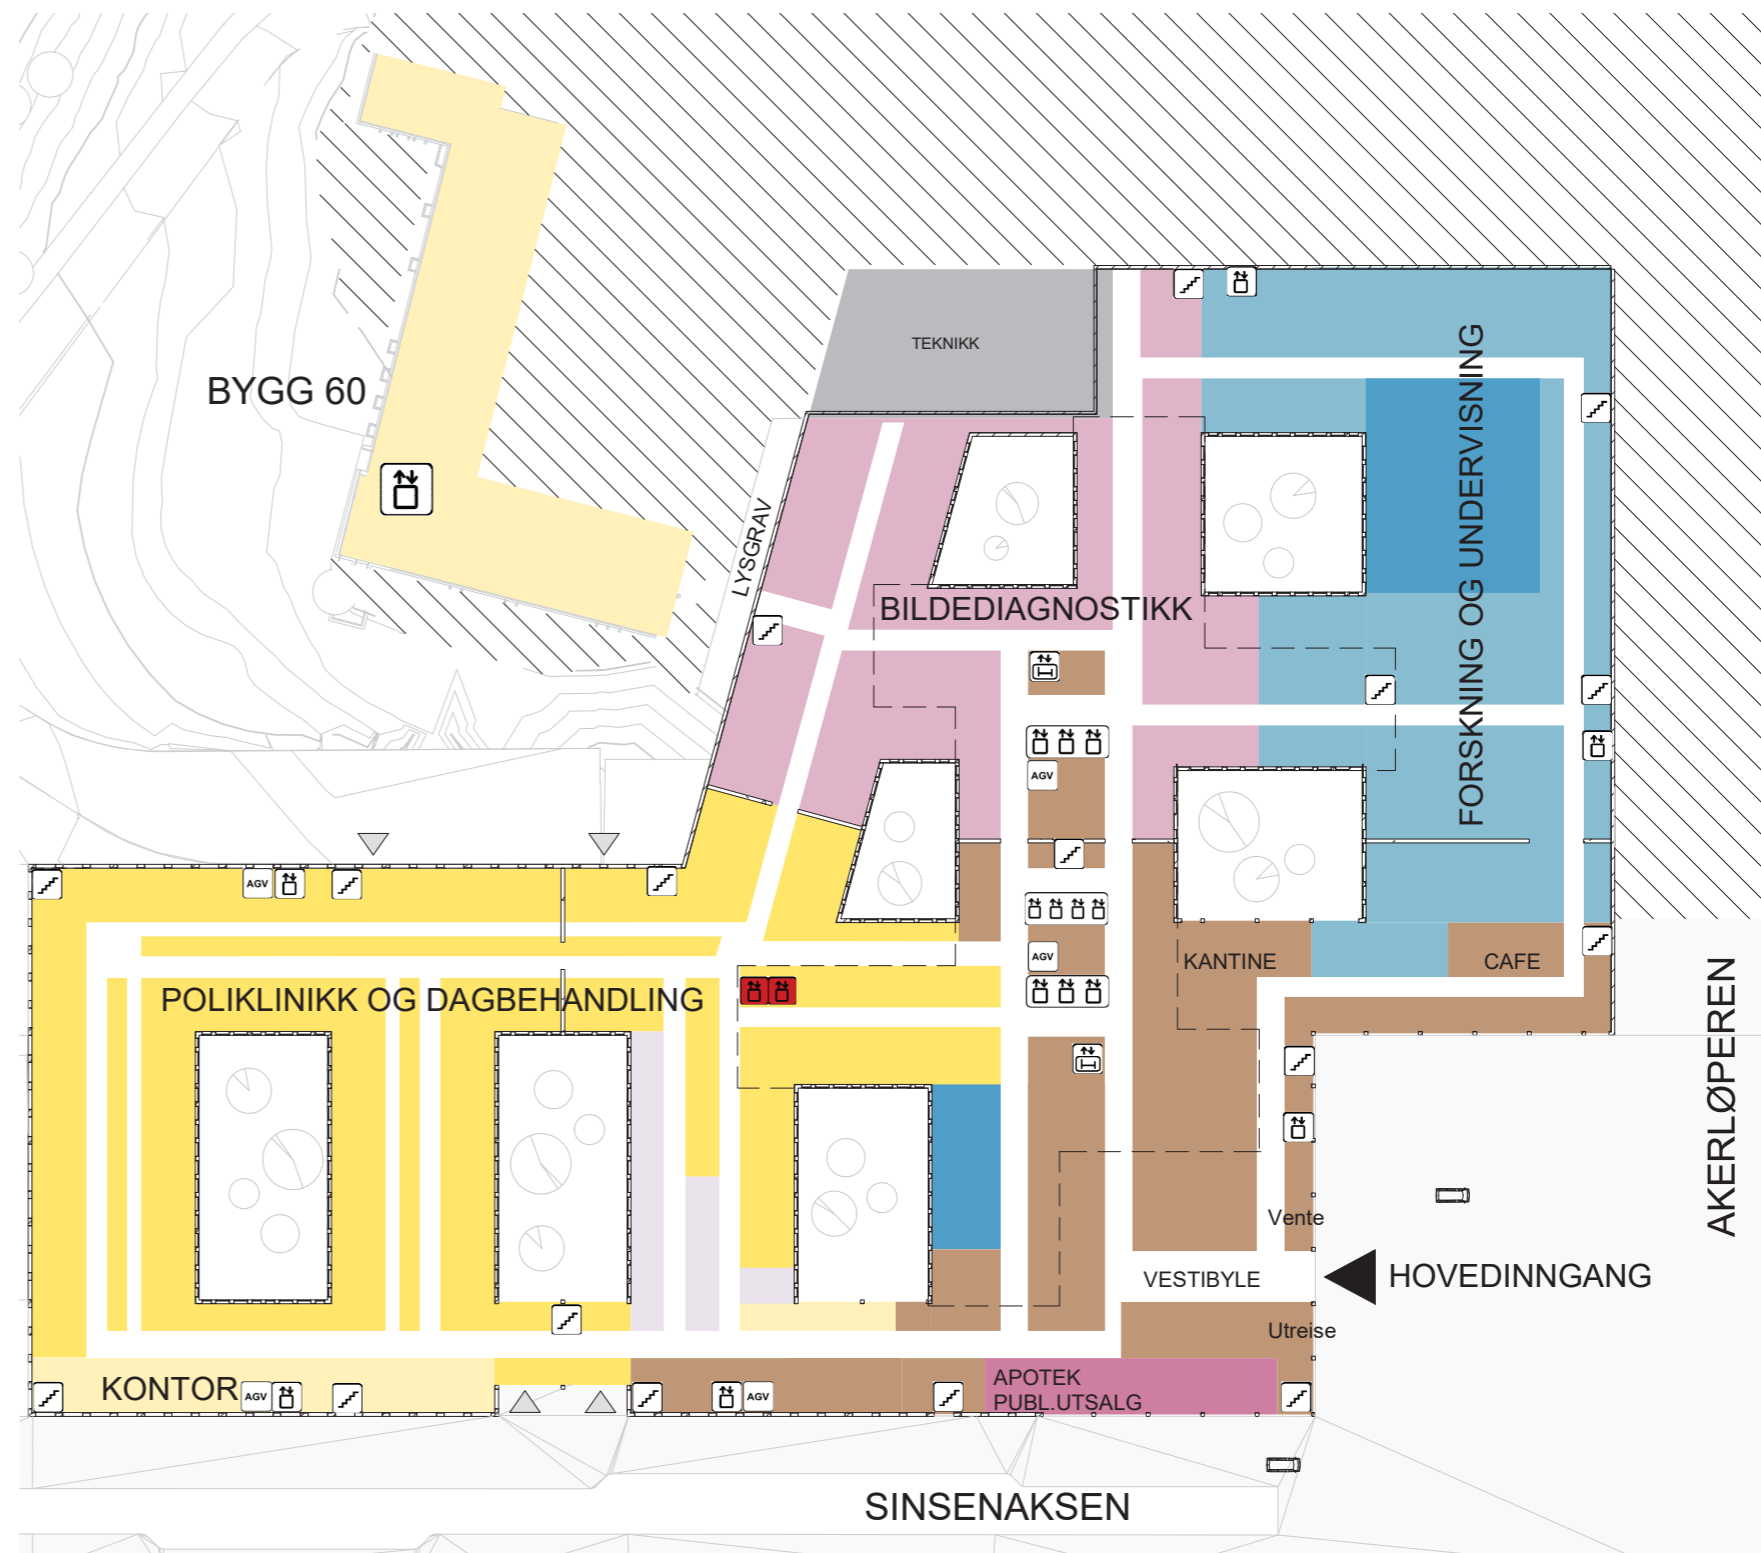 BYGG 60
TEKNIKK
LYSGRAV
BILDEDIAGNOSTIKK
FORSKNING OG UNDERVISNING
AGV
AGV
AGV
KANTINE
CAFE
POLIKLINIKK OG DAGBEHANDLING
AKERLØPEREN
Vente
VESTIBYLE
HOVEDINNGANG
Utreise
KONTOR
AGV
AGV
APOTEK
PUBL.UTSALG
SINSENAKSEN